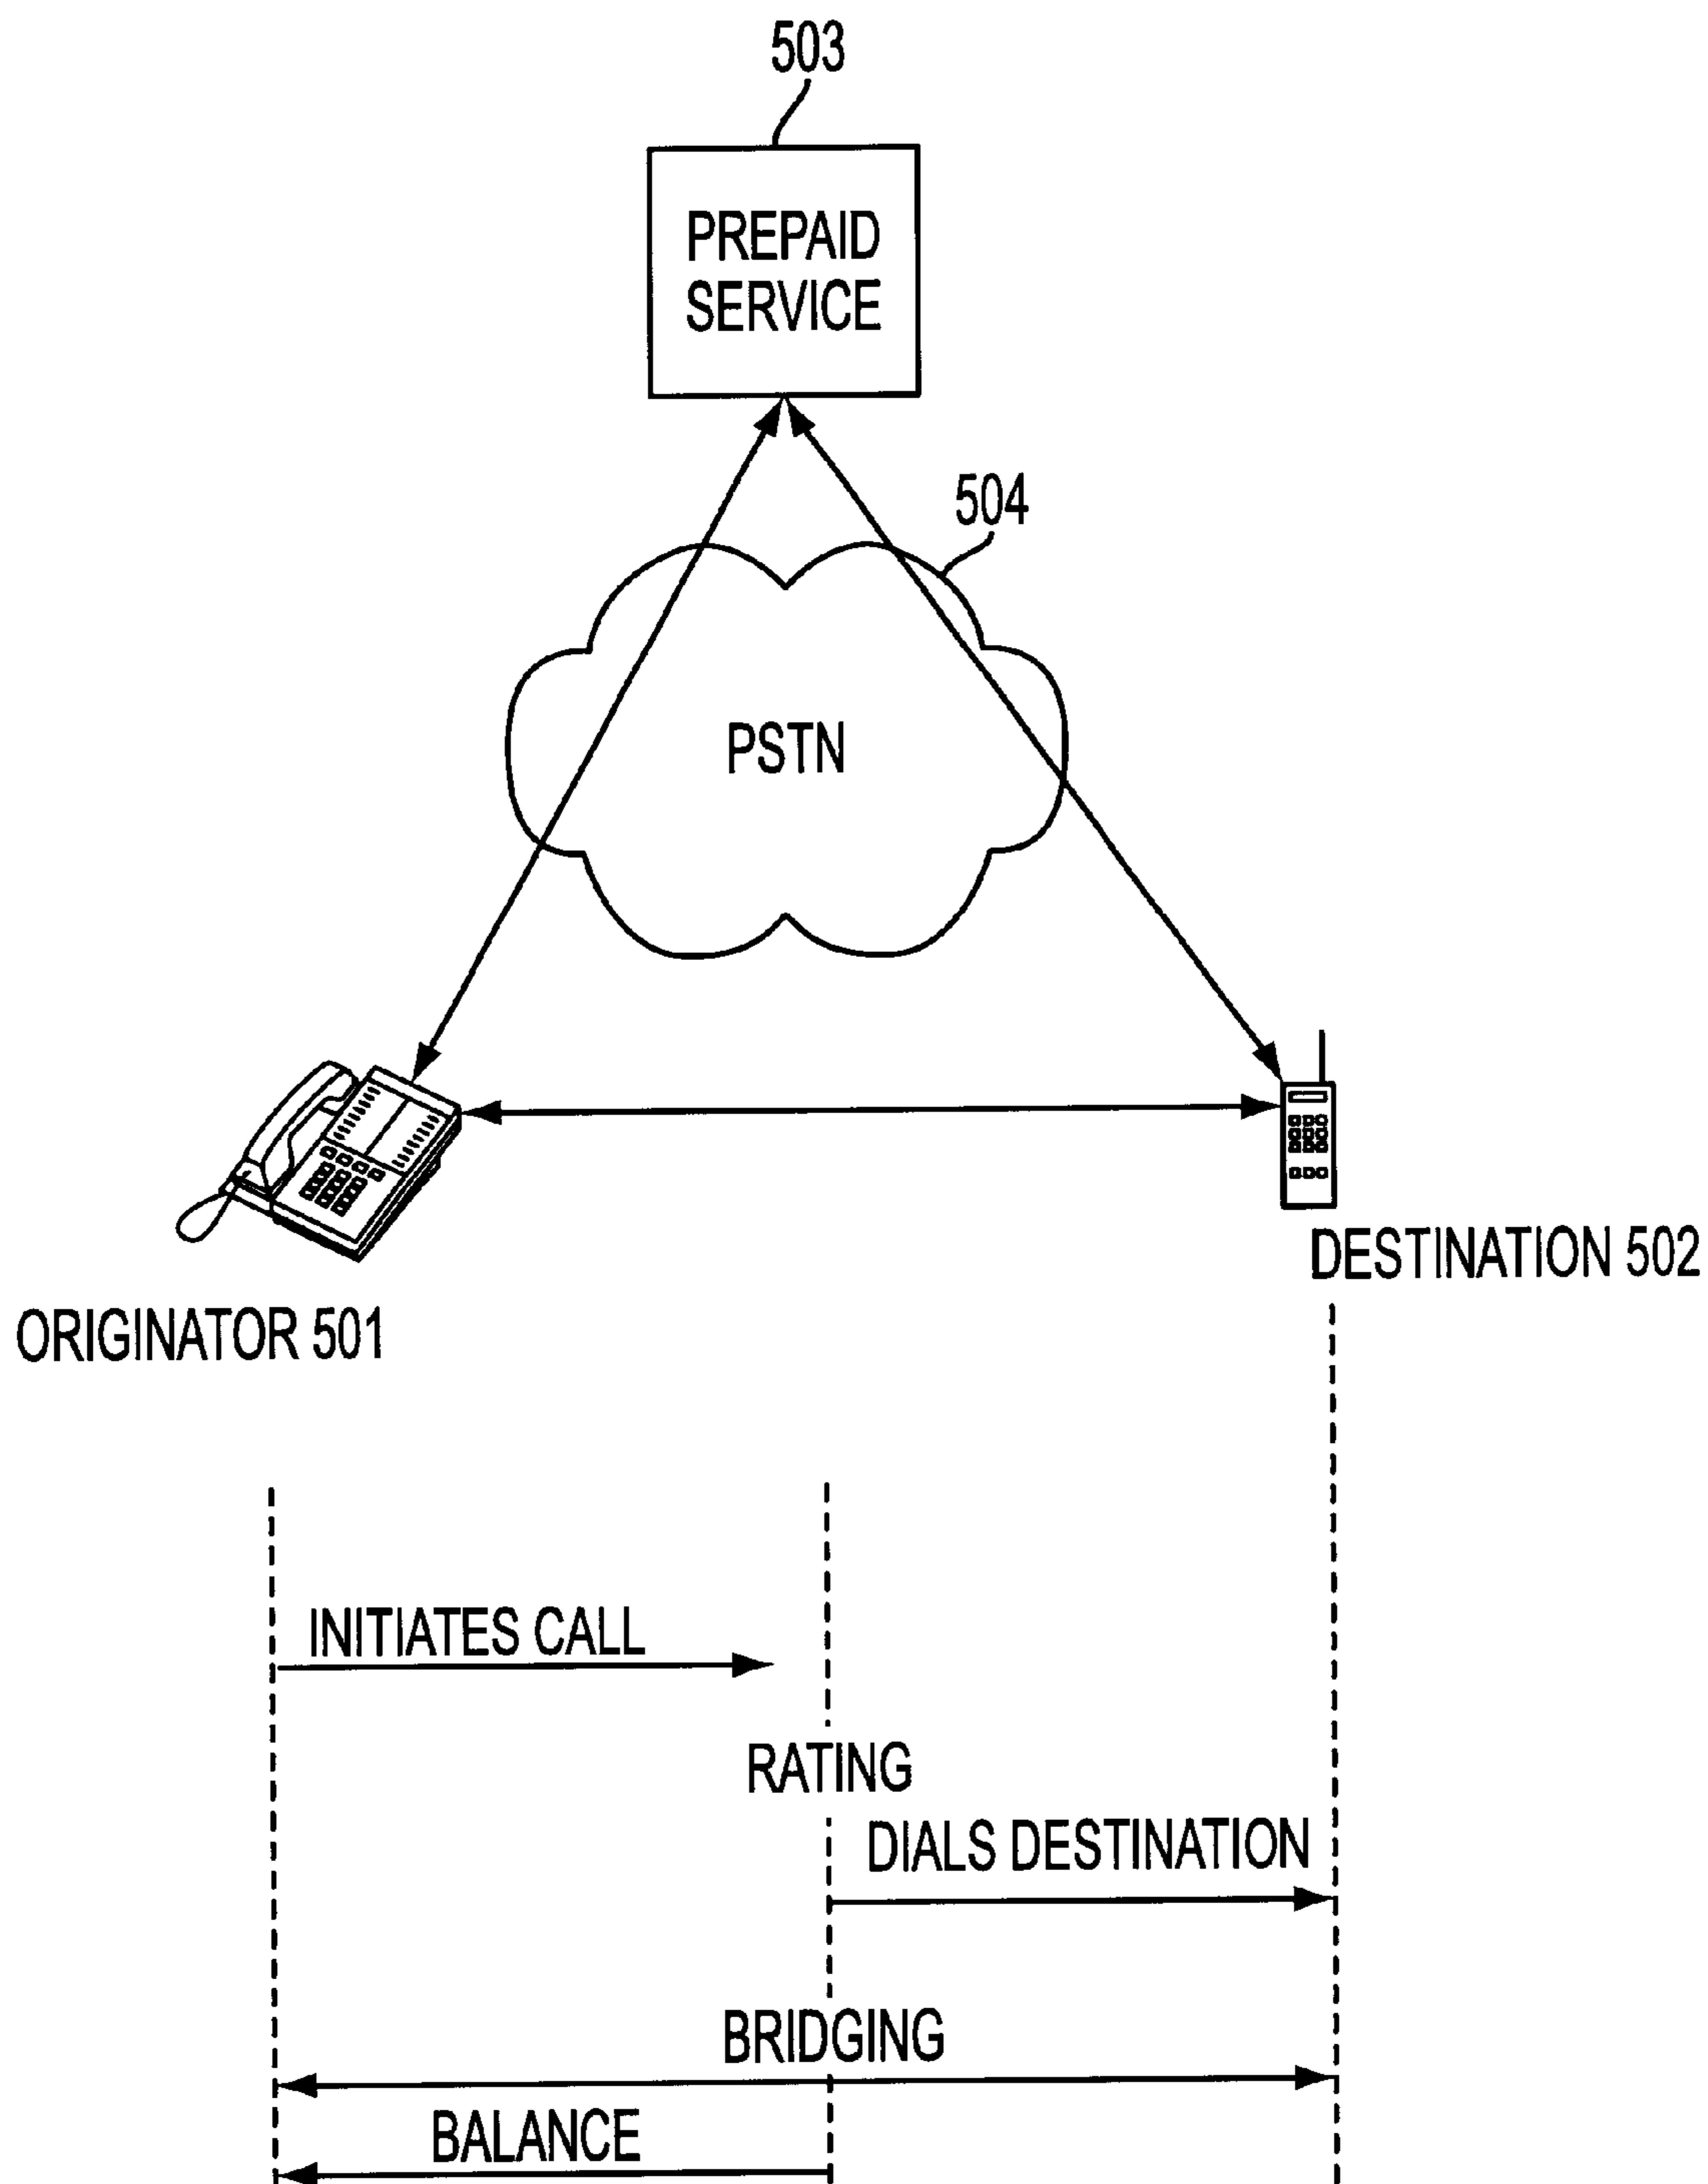 503
PREPAID
SERVICE
504
PSTN
DESTINATION 502
ORIGINATOR 501
INITIATES CALL
RATING
DIALS DESTINATION
BRIDGING
BALANCE